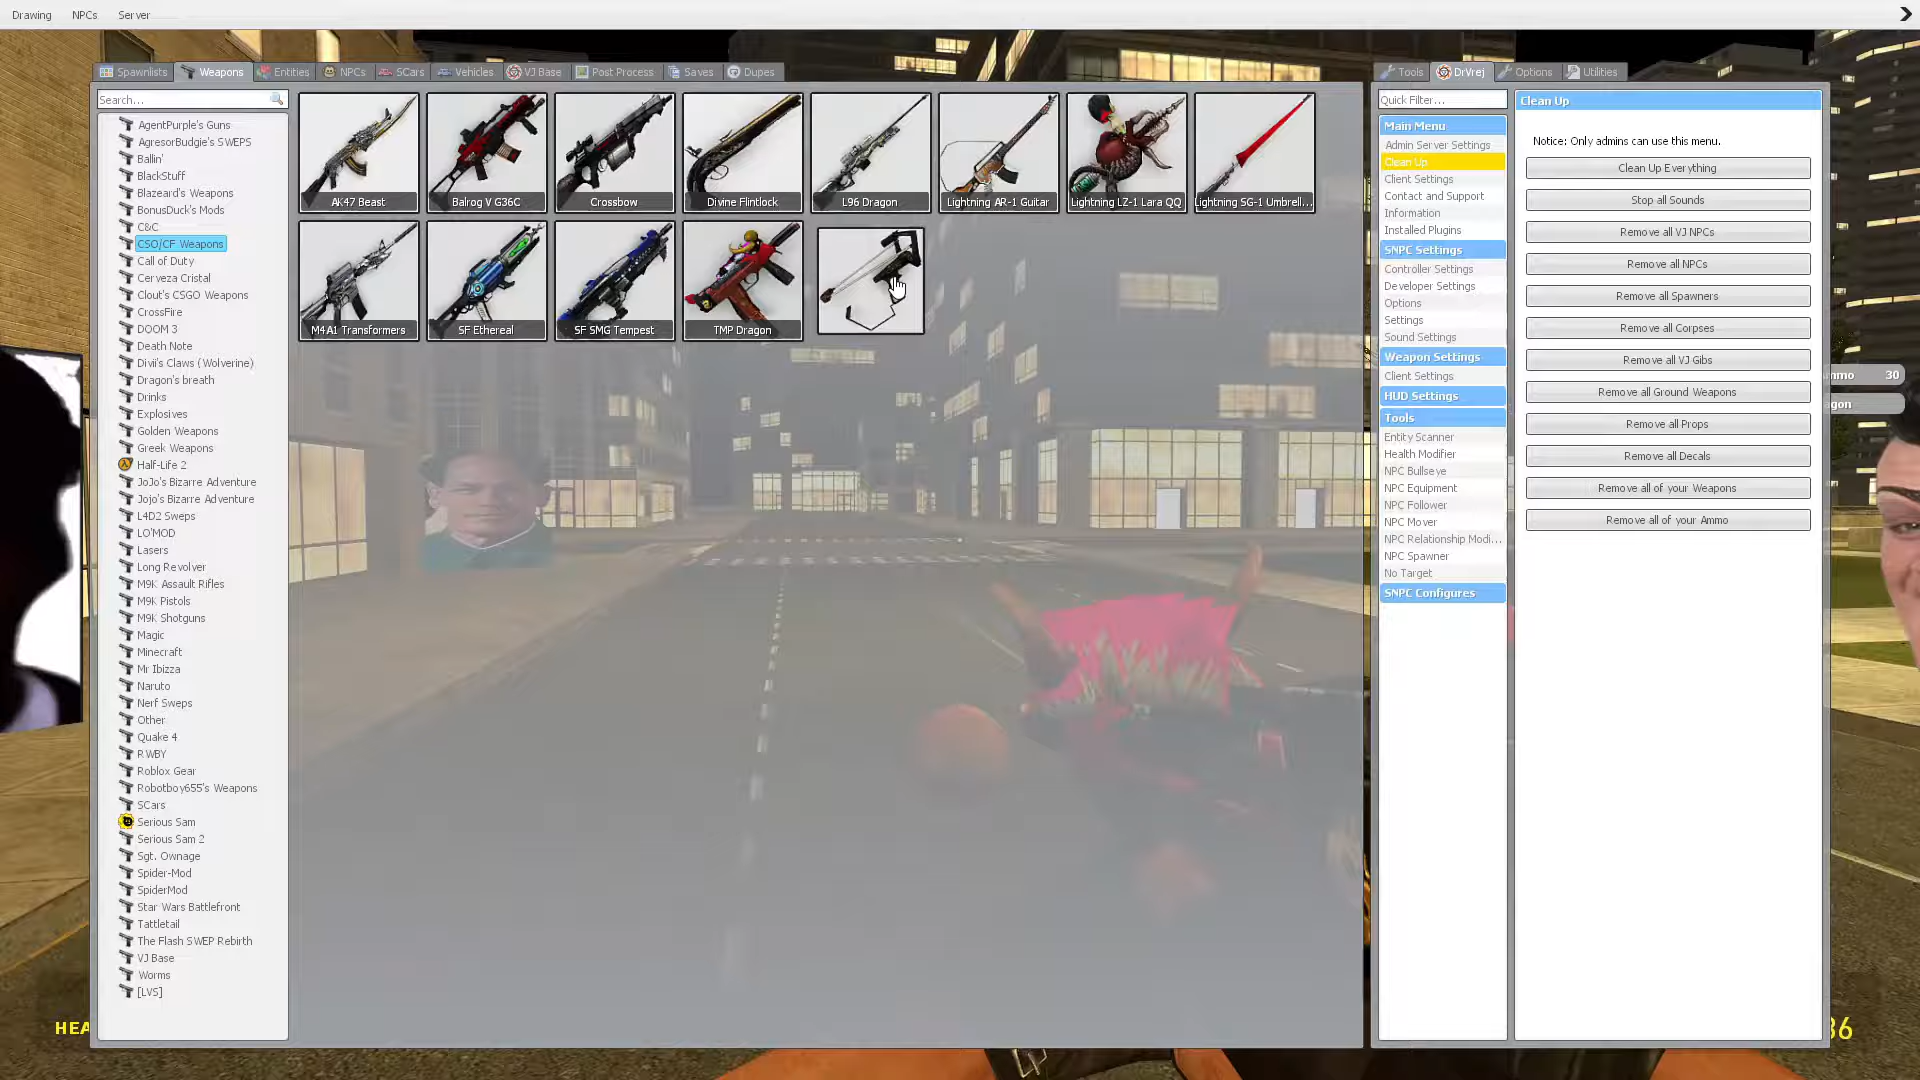 Drawing NPCs Server
Spawnlists Weapons Entities NPCs SCars Vehicles VJ Base Post Process Saves Dupes
Search...
AgentPurple's Guns
AgresorBudgie's SWEPS
Ballin'
BlackStuff
Blazeard's Weapons
BonusDuck's Mods
C&C
CSO/CF Weapons
Call of Duty
Cerveza Cristal
Clout's CSGO Weapons
CrossFire
DOOM 3
Death Note
Divii's Claws (Wolverine)
Dragon's breath
Drinks
Explosives
Golden Weapons
Greek Weapons
Half-Life 2
JoJo's Bizarre Adventure
Jojo's Bizarre Adventure
L4D2 Sweps
LO'MOD
Lasers
Long Revolver
M9K Assault Rifles
M9K Pistols
M9K Shotguns
Magic
Minecraft
Mr Ibizza
Naruto
Nerf Sweps
Other
Quake 4
RWBY
Roblox Gear
Robotboy655's Weapons
SCars
Serious Sam
Serious Sam 2
Sgt. Ownage
Spider-Mod
SpiderMod
Star Wars Battlefront
Tattletail
The Flash SWEP Rebirth
VJ Base
Worms
[LVS]
AK47 Beast
Balrog V G36C
Crossbow
Divine Flintlock
L96 Dragon
Lightning AR-1 Guitar
Lightning LZ-1 Lara QQ
Lightning SG-1 Umbrell...
M4A1 Transformers
SF Ethereal
SF SMG Tempest
TMP Dragon
Tools DrVrej Options Utilities
Quick Filter...
Main Menu
Admin Server Settings
Clean Up
Client Settings
Contact and Support
Information
Installed Plugins
SNPC Settings
Controller Settings
Developer Settings
Options
Settings
Sound Settings
Weapon Settings
Client Settings
HUD Settings
Tools
Entity Scanner
Health Modifier
NPC Bullseye
NPC Equipment
NPC Follower
NPC Mover
NPC Relationship Modi...
NPC Spawner
No Target
SNPC Configures
Clean Up
Notice: Only admins can use this menu.
Clean Up Everything
Stop all Sounds
Remove all VJ NPCs
Remove all NPCs
Remove all Spawners
Remove all Corpses
Remove all VJ Gibs
Remove all Ground Weapons
Remove all Props
Remove all Decals
Remove all of your Weapons
Remove all of your Ammo
mmo 30
gon
HEA
36